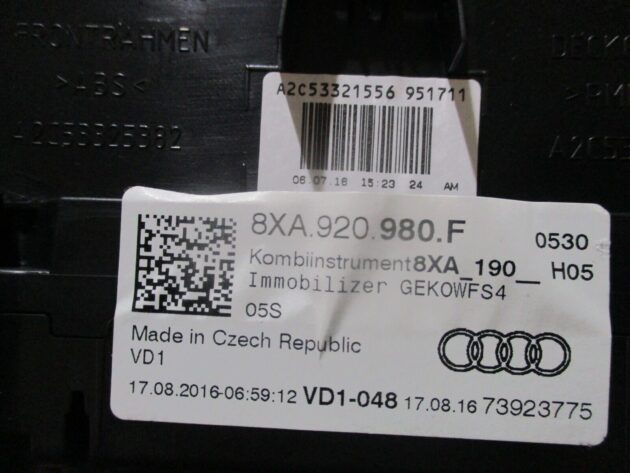 FRONTRAHMEN
>ABS<
A2C53325382
A2C53321556 951711
06.07.16 15:23 24 AM
8XA.920.980.F
0530
Kombiinstrument8XA_190__ H05
Immobilizer GEKOWFS4
05S
Made in Czech Republic
VD1
17.08.2016-06:59:12 VD1-048 17.08.16 73923775